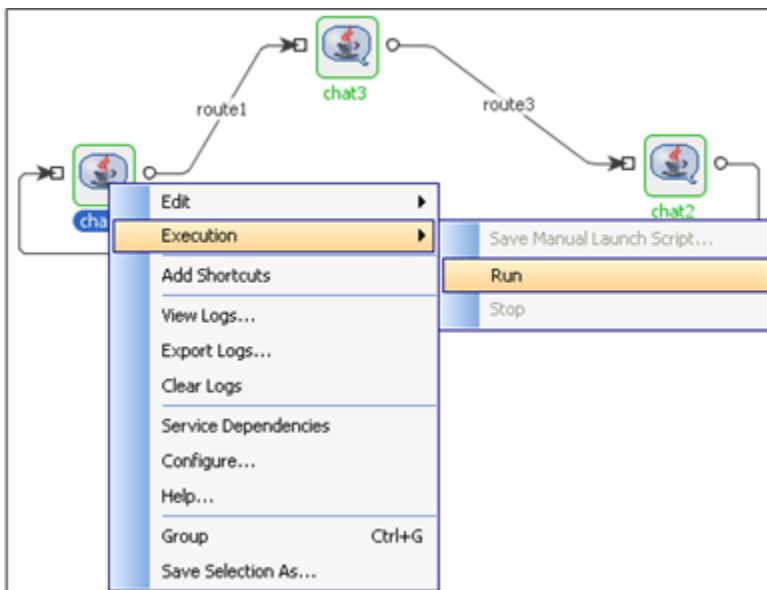 chat3
route1
route3
cha
chat2
Edit
Execution
Add Shortcuts
View Logs...
Export Logs...
Clear Logs
Service Dependencies
Configure...
Help...
Group Ctrl+G
Save Selection As...
Save Manual Launch Script...
Run
Stop